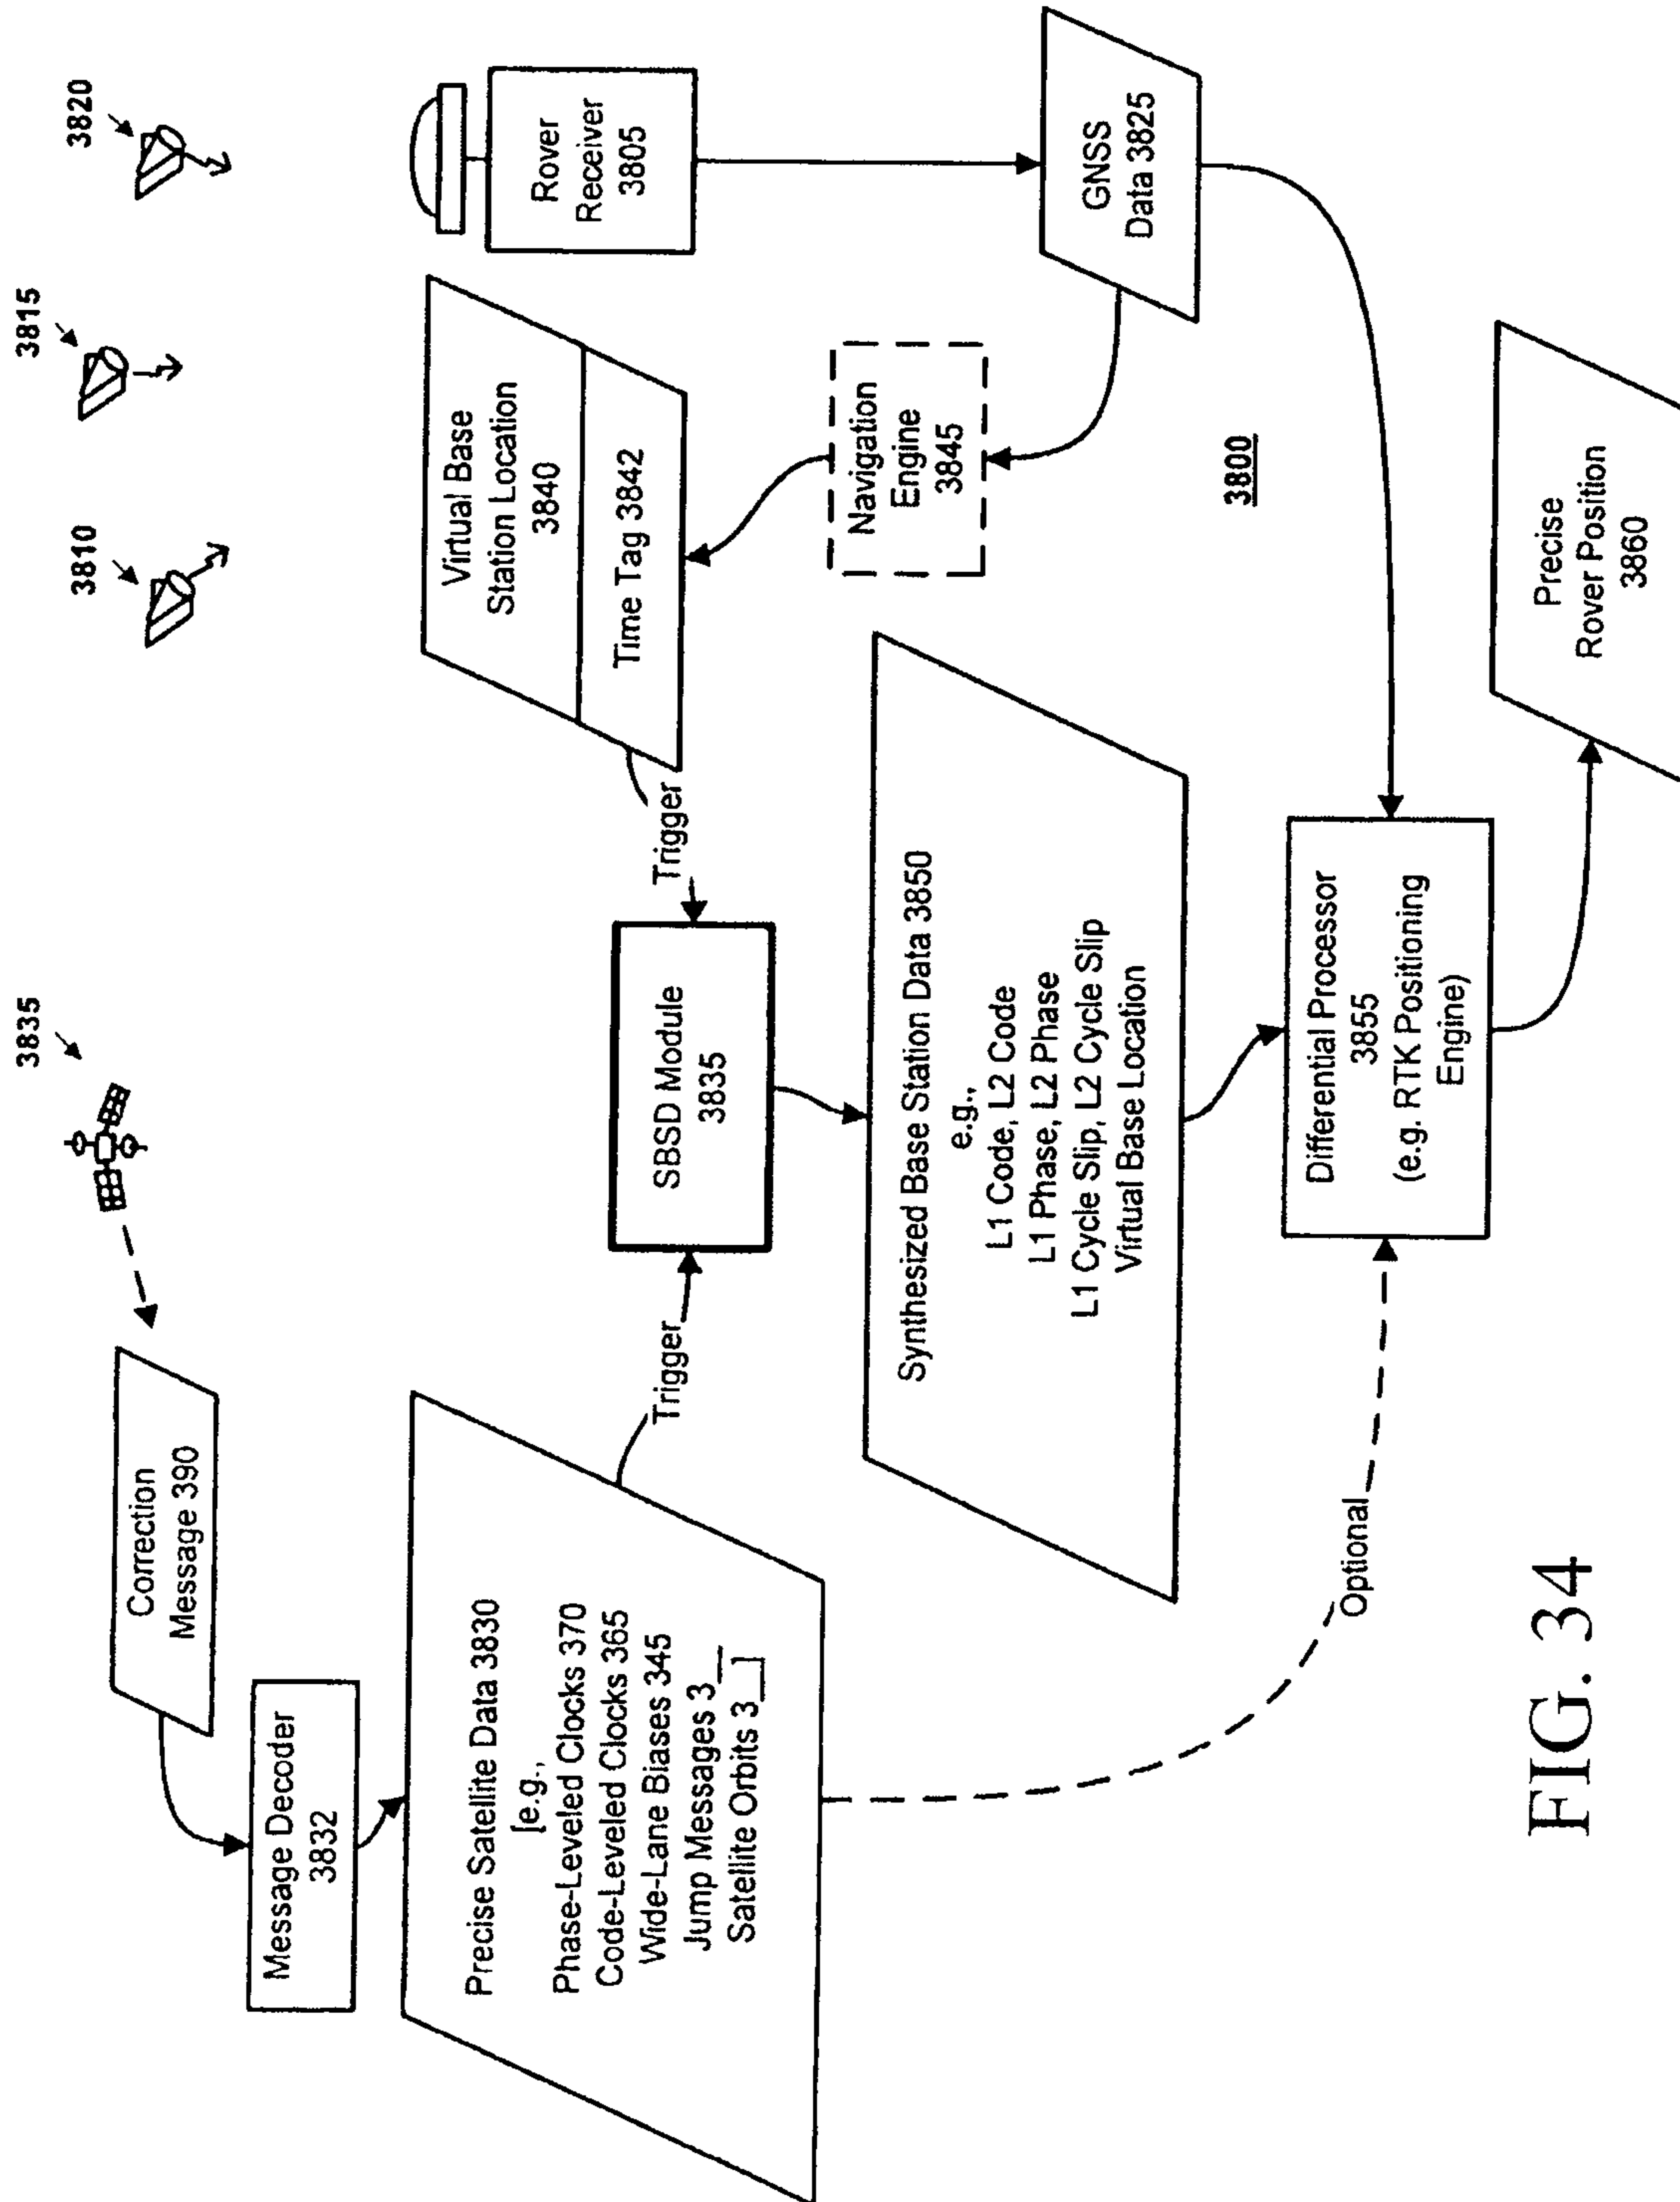 3835
3810
3815
3820
Correction
Message 390
Message Decoder
3832
Precise Satellite Data 3830
[e.g.,
Phase-Leveled Clocks 370
Code-Leveled Clocks 365
Wide-Lane Biases 345
Jump Messages 3__
Satellite Orbits 3__]
Trigger
SBSD Module
3835
Trigger
Virtual Base
Station Location
3840
Time Tag 3842
Rover
Receiver
3805
Navigation
Engine
3845
GNSS
Data 3825
Synthesized Base Station Data 3850
e.g.,
L1 Code, L2 Code
L1 Phase, L2 Phase
L1 Cycle Slip, L2 Cycle Slip
Virtual Base Location
3800
Optional
Differential Processor
3855
(e.g. RTK Positioning
Engine)
Precise
Rover Position
3860
FIG. 34